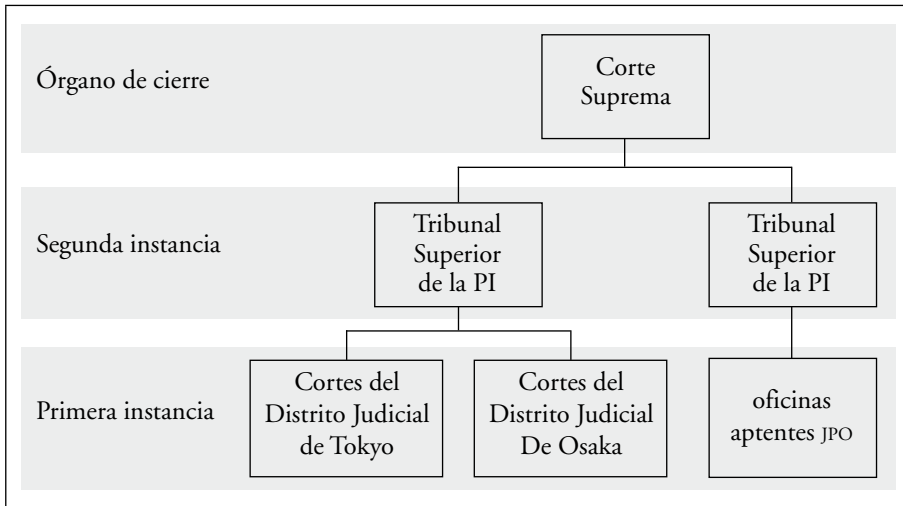 Órgano de cierre
Corte
Suprema
Segunda instancia
Tribunal
Superior
de la PI
Tribunal
Superior
de la PI
Primera instancia
Cortes del
Distrito Judicial
de Tokyo
Cortes del
Distrito Judicial
De Osaka
oficinas
aptentes JPO